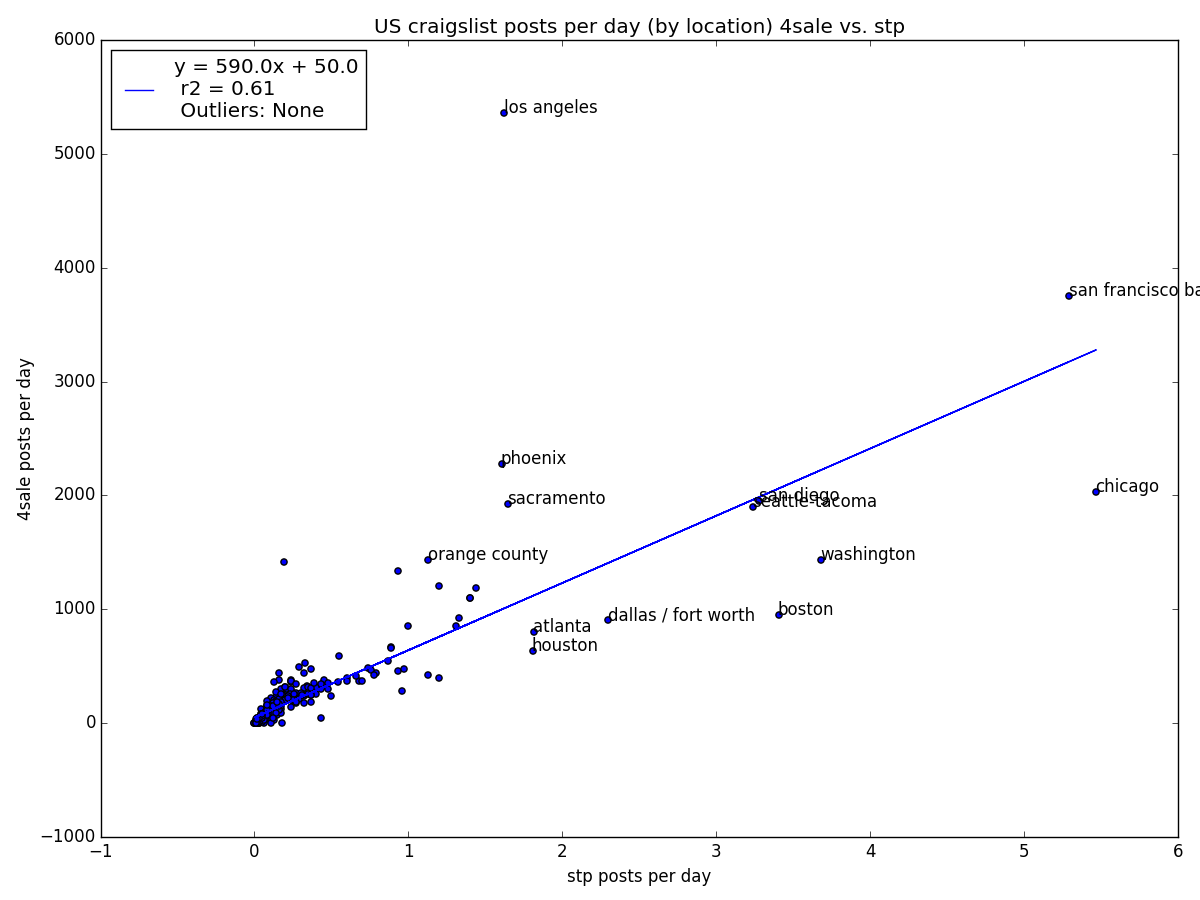 US craigslist posts per day (by location) 4sale vs. stp
6000
5000
4000
3000
2000
1000
0
−1000
4sale posts per day
y = 590.0x + 50.0
r2 = 0.61
Outliers: None
los angeles
san francisco ba
phoenix
sacramento
san diego
seattle-tacoma
chicago
orange county
washington
boston
dallas / fort worth
atlanta
houston
−1
0
1
2
3
4
5
6
stp posts per day